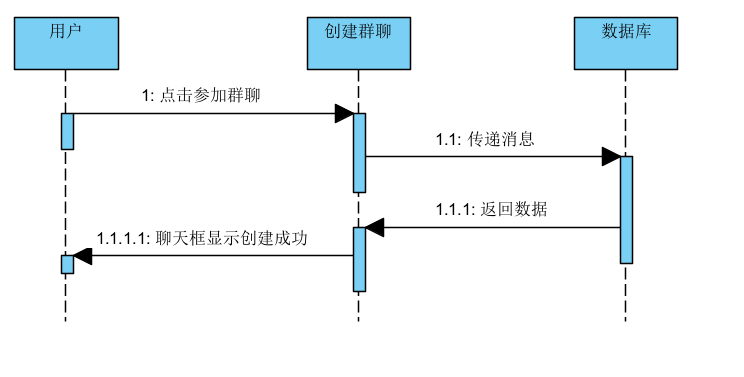 用户
创建群聊
数据库
1: 点击参加群聊
1.1: 传递消息
1.1.1: 返回数据
1.1.1.1: 聊天框显示创建成功